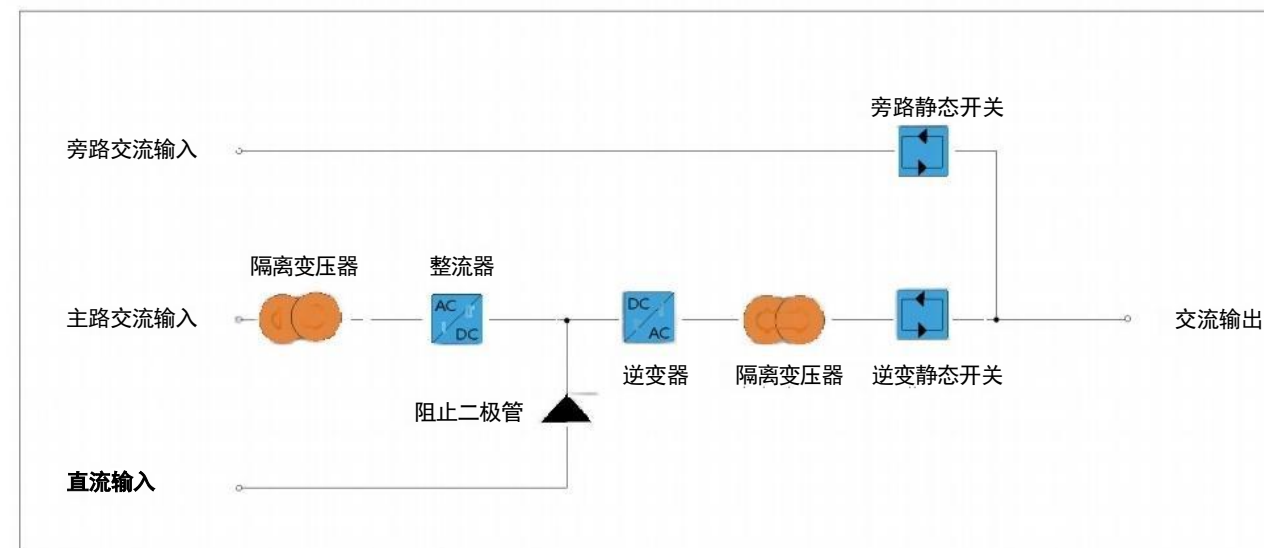 旁路静态开关
旁路交流输入
隔离变压器
整流器
主路交流输入
AC
DC
DC
AC
交流输出
逆变器
隔离变压器
逆变静态开关
阻止二极管
直流输入